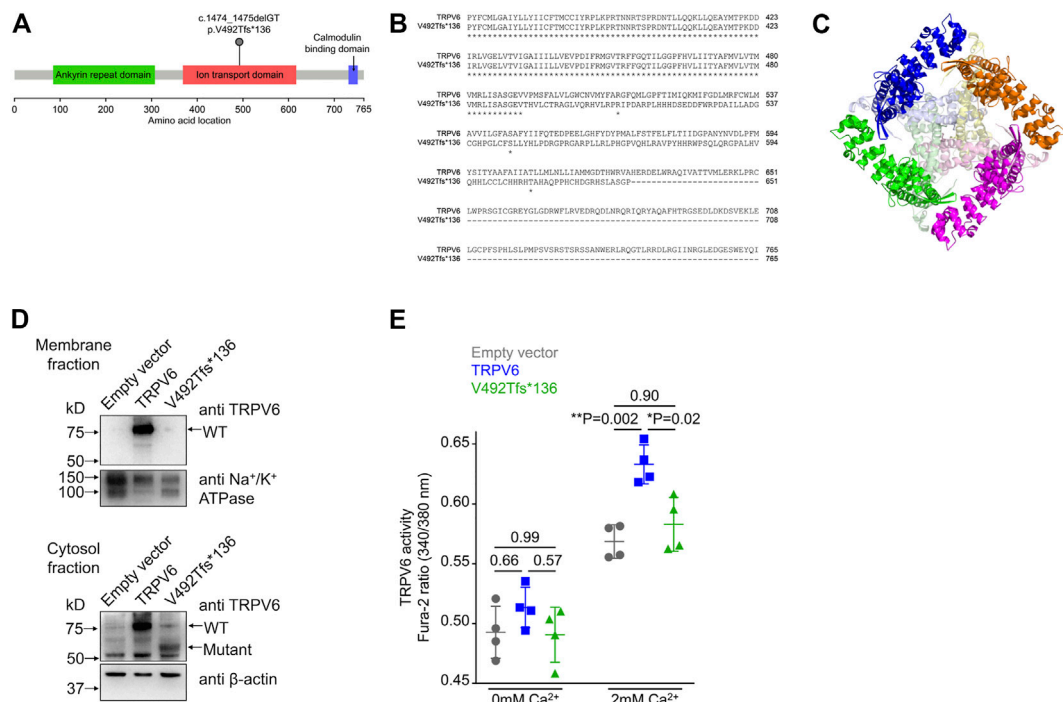 A
c.1474_1475delGT
p.V492Tfs*136
Calmodulin
binding domain
Ankyrin repeat domain
Ion transport domain
0 100 200 300 400 500 600 700 765
Amino acid location
B
TRPV6 PYFCMLGAIYLLYIICFTMCCIYRPLKPRTNNRTSPRDNTLLQQKLLQEAYMTPKDD 423
V492Tfs*136 PYFCMLGAIYLLYIICFTMCCIYRPLKPRTNNRTSPRDNTLLQQKLLQEAYMTPKDD 423
*********************************************************
TRPV6 IRLVGELVTVIGAIIILLVEVPDIFRMGVTRFFGQTILGGPFHVLIITYAFMVLVTM 480
V492Tfs*136 IRLVGELVTVIGAIIILLVEVPDIFRMGVTRFFGQTILGGPFHVLIITYAFMVLVTM 480
*********************************************************
TRPV6 VMRLISASGEVVPMSFALVLGWCNVMYFARGFQMLGPFTIMIQKMIFGDLMRFCWLM 537
V492Tfs*136 VMRLISASGEVTHVLCTRAGLVQRHVLRPRIPDARPLHHHDSEDDFWRPDAILLADG 537
*********** *
TRPV6 AVVILGFASAFYIIFQTEDPEELGHFYDYPMALFSTFELFLTIIDGPANYNVDLPFM 594
V492Tfs*136 CGHPGLCFSLLYHLPDRGPRGARPLLRLPHGPVQHLRAVPYHHRWPSQLQRGPALHV 594
*
TRPV6 YSITYAAFAIIATLLMLNLLIAMMGDTHWRVAHERDELWRAQIVATTVMLERKLPRC 651
V492Tfs*136 QHHLCCLCHHRHTAHAQPPHCHDGRHSLASGP------------------------- 651
*
TRPV6 LWPRSGICGREYGLGDRWFLRVEDRQDLNRQRIQRYAQAFHTRGSEDLDKDSVEKLE 708
V492Tfs*136 --------------------------------------------------------- 708
TRPV6 LGCPFSPHLSLPMPSVSRSTSRSSANWERLRQGTLRRDLRGIINRGLEDGESWEYQI 765
V492Tfs*136 --------------------------------------------------------- 765
C
D
Membrane
fraction
Empty vector
TRPV6
V492Tfs*136
kD
anti TRPV6
75
WT
50
150
anti Na+/K+
100
ATPase
Cytosol
fraction
Empty vector
TRPV6
V492Tfs*136
kD
anti TRPV6
75
WT
Mutant
50
anti β-actin
37
E
Empty vector
TRPV6
V492Tfs*136
0.90
**P=0.002 *P=0.02
0.99
0.66 0.57
TRPV6 activity
Fura-2 ratio (340/380 nm)
0.65
0.60
0.55
0.50
0.45
0mM Ca2+ 2mM Ca2+